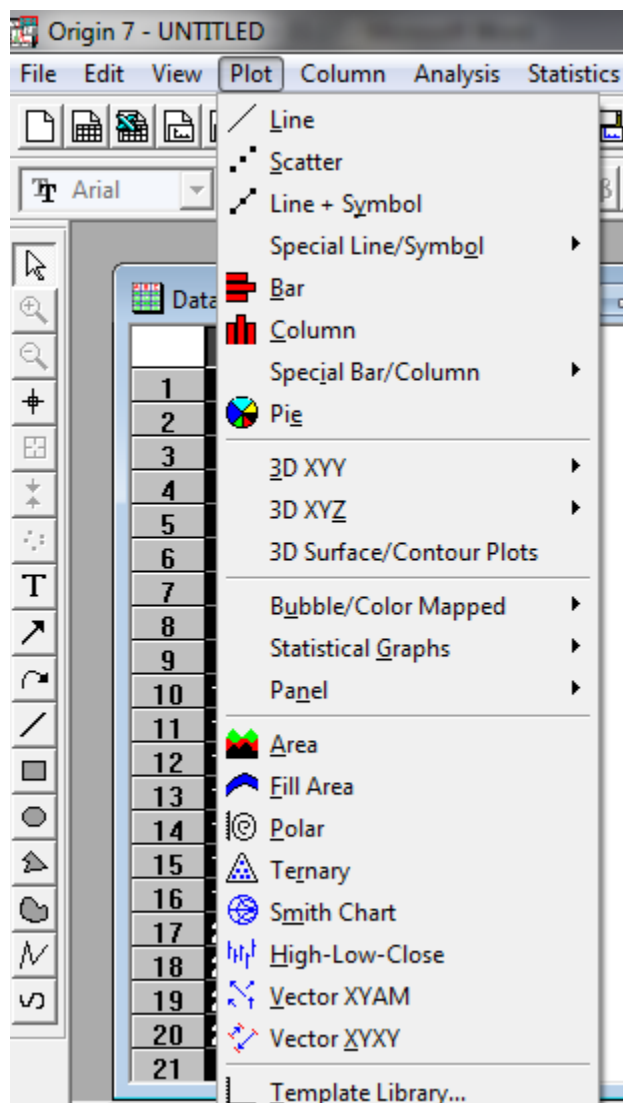 Origin 7 - UNTITLED
File Edit View Plot Column Analysis Statistics
Arial
Line
Scatter
Line + Symbol
Special Line/Symbol
Bar
Column
Special Bar/Column
Pie
3D XYY
3D XYZ
3D Surface/Contour Plots
Bubble/Color Mapped
Statistical Graphs
Panel
Area
Fill Area
Polar
Ternary
Smith Chart
High-Low-Close
Vector XYAM
Vector XYXY
Template Library...
Data
1
2
3
4
5
6
7
8
9
10
11
12
13
14
15
16
17
18
19
20
21
T